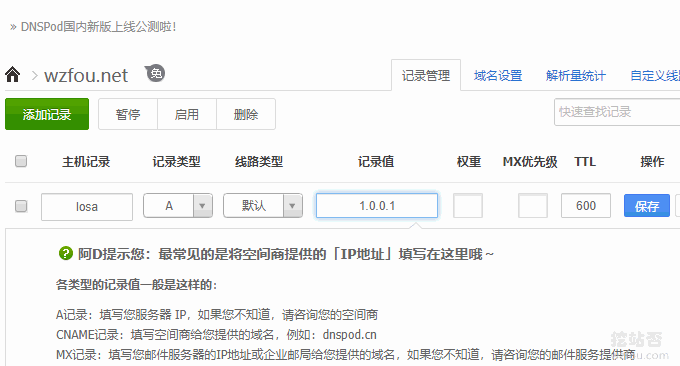 » DNSPod国内新版上线公测啦!
wzfou.net 免
记录管理 域名设置 解析量统计 自定义线
添加记录 暂停 启用 删除 快速查找记录
主机记录 记录类型 线路类型 记录值 权重 MX优先级 TTL 操作
losa A 默认 1.0.0.1 600 保存
? 阿D提示您：最常见的是将空间商提供的「IP地址」填写在这里哦～
各类型的记录值一般是这样的：
A记录：填写您服务器 IP，如果您不知道，请咨询您的空间商
CNAME记录：填写空间商给您提供的域名，例如：dnspod.cn
MX记录：填写您邮件服务器的IP地址或企业邮局给您提供的域名，如果您不知道，请咨询您的邮件服务提供商
挖站否
wzfou.com